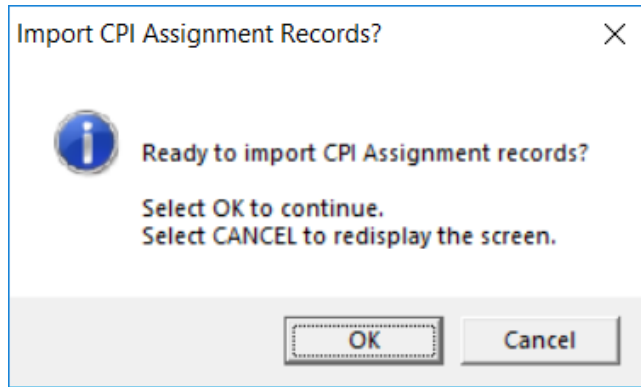 Import CPI Assignment Records?
Ready to import CPI Assignment records?
Select OK to continue.
Select CANCEL to redisplay the screen.
OK
Cancel